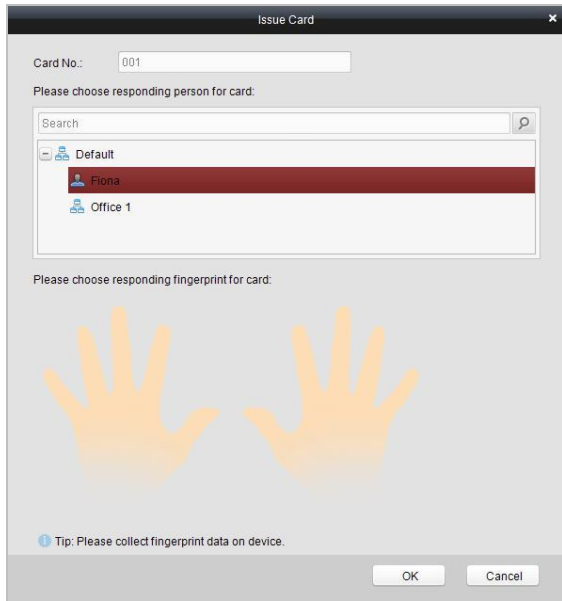 Issue Card
Card No.: 001
Please choose responding person for card:
Search
Default
Fiona
Office 1
Please choose responding fingerprint for card:
Tip: Please collect fingerprint data on device.
OK Cancel